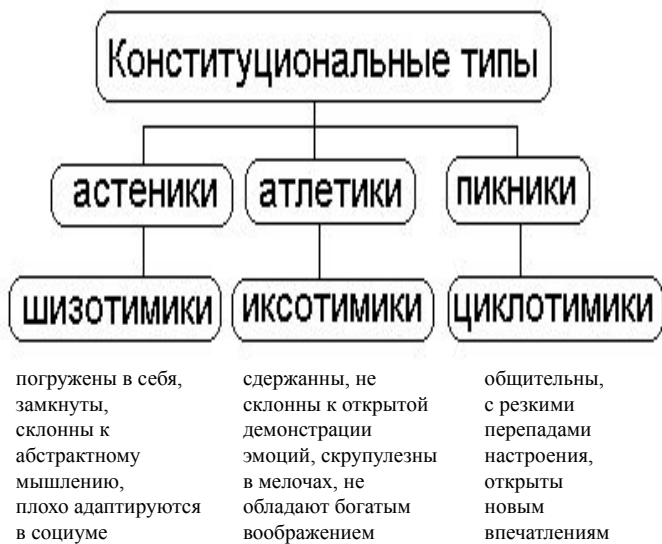 Конституциональные типы
астеники
атлетики
пикники
шизотимики
иксотимики
циклотимики
погружены в себя,
замкнуты,
склонны к
абстрактному
мышлению,
плохо адаптируются
в социуме
сдержанны, не
склонны к открытой
демонстрации
эмоций, скрупулезны
в мелочах, не
обладают богатым
воображением
общительны,
с резкими
перепадами
настроения,
открыты
новым
впечатлениям